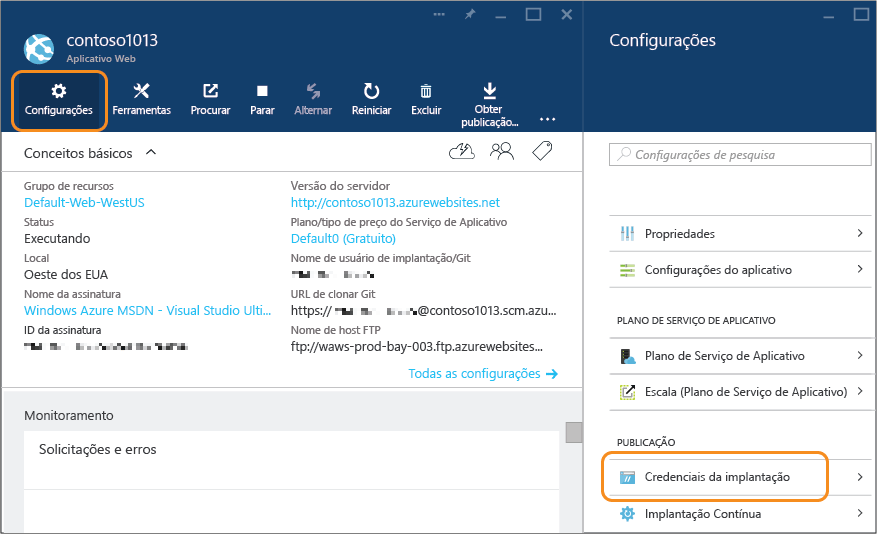 contoso1013
Aplicativo Web
Configurações
Ferramentas
Procurar
Parar
Alternar
Reiniciar
Excluir
Obter
publicação...
Conceitos básicos
Grupo de recursos
Default-Web-WestUS
Status
Executando
Local
Oeste dos EUA
Nome da assinatura
Windows Azure MSDN - Visual Studio Ulti...
ID da assinatura
Versão do servidor
http://contoso1013.azurewebsites.net
Plano/tipo de preço do Serviço de Aplicativo
Default0 (Gratuito)
Nome de usuário de implantação/Git
URL de clonar Git
https:// @contoso1013.scm.azu...
Nome de host FTP
ftp://waws-prod-bay-003.ftp.azurewebsites...
Todas as configurações
Monitoramento
Solicitações e erros
Configurações
Configurações de pesquisa
Propriedades
Configurações do aplicativo
PLANO DE SERVIÇO DE APLICATIVO
Plano de Serviço de Aplicativo
Escala (Plano de Serviço de Aplicativo)
PUBLICAÇÃO
Credenciais da implantação
Implantação Contínua